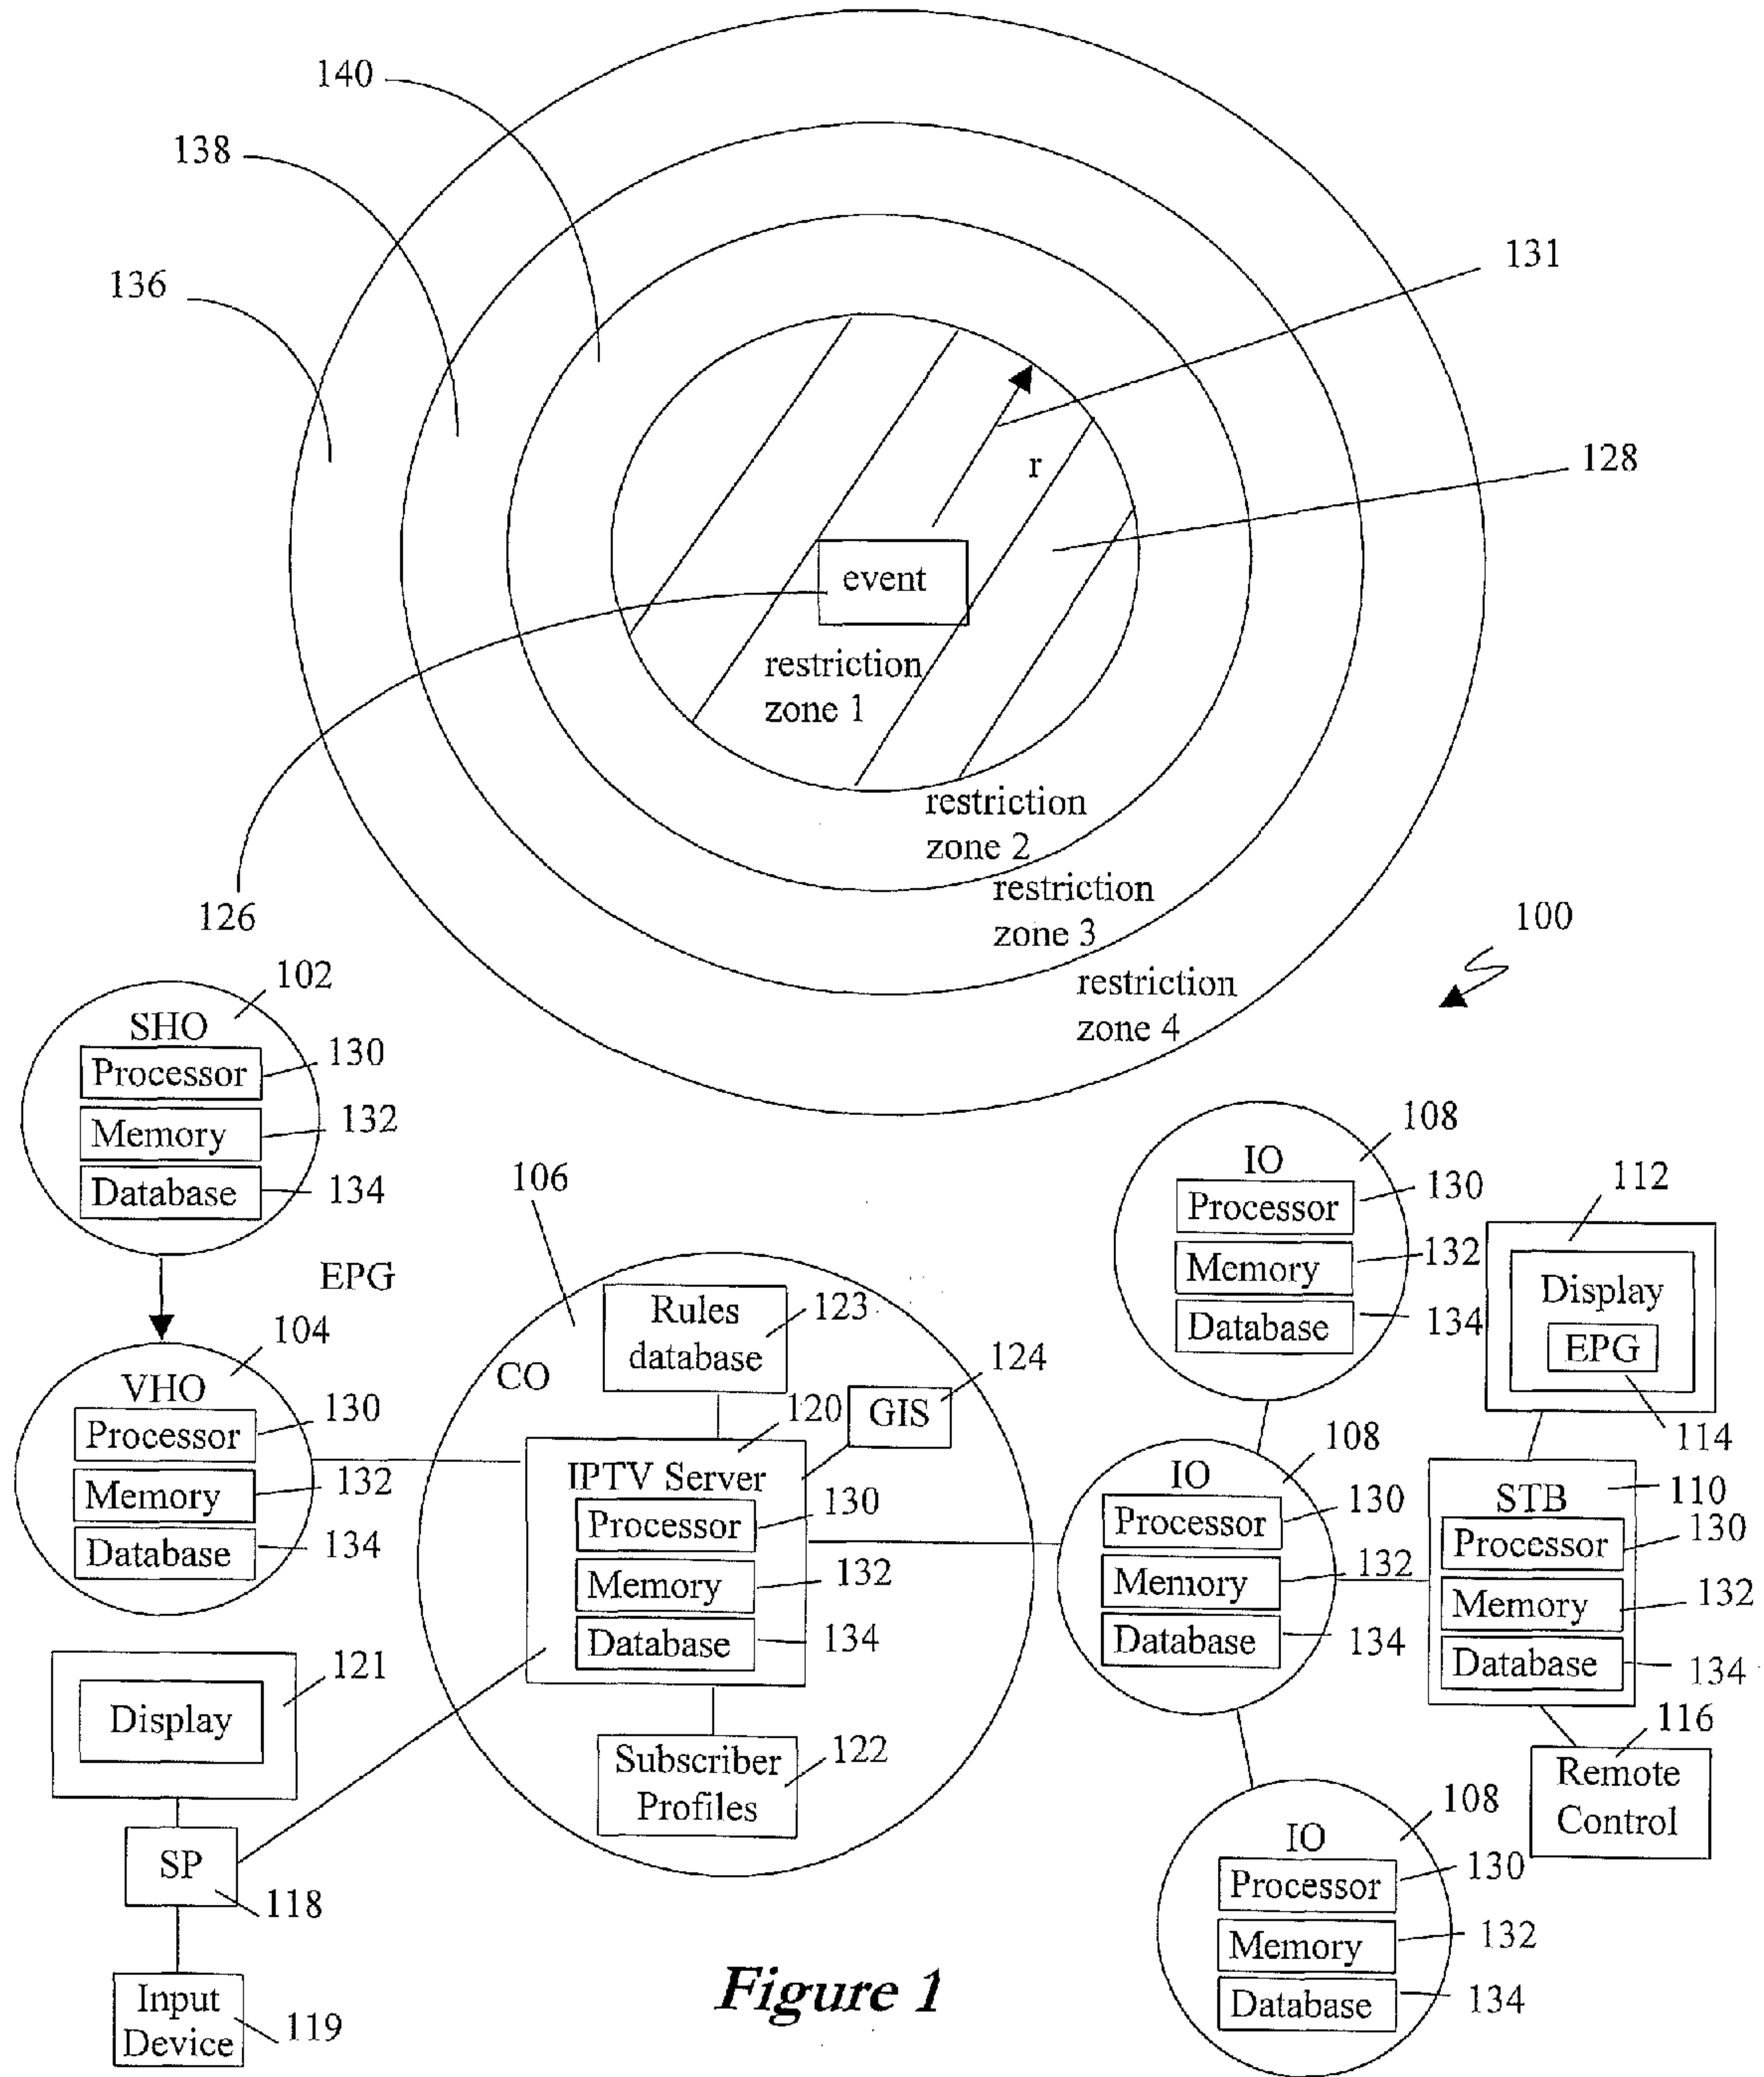 140
138
136
131
128
r
event
restriction
zone 1
restriction
zone 2
restriction
zone 3
restriction
zone 4
126
100
102
SHO
Processor
130
Memory
132
Database
134
EPG
104
VHO
Processor
130
Memory
132
Database
134
106
CO
Rules
database
123
GIS
124
120
IPTV Server
Processor
130
Memory
132
Database
134
Subscriber
Profiles
122
121
Display
SP
118
Input
Device
119
108
IO
Processor
130
Memory
132
Database
134
108
IO
Processor
130
Memory
132
Database
134
108
IO
Processor
130
Memory
132
Database
134
112
Display
EPG
114
STB
110
Processor
130
Memory
132
Database
134
116
Remote
Control
Figure 1